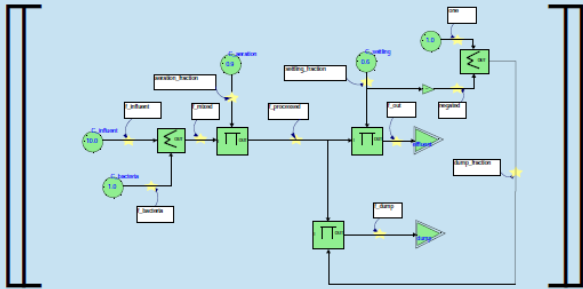 one
1.0
OUT
C_aeration
0.9
C_settling
0.6
settling_fraction
aeration_fraction
negated
f_influent
f_mixed
f_processed
f_out
C_influent
10.0
OUT
OUT
OUT
effluent
C_bacteria
1.0
dump_fraction
f_bacteria
f_dump
OUT
dump